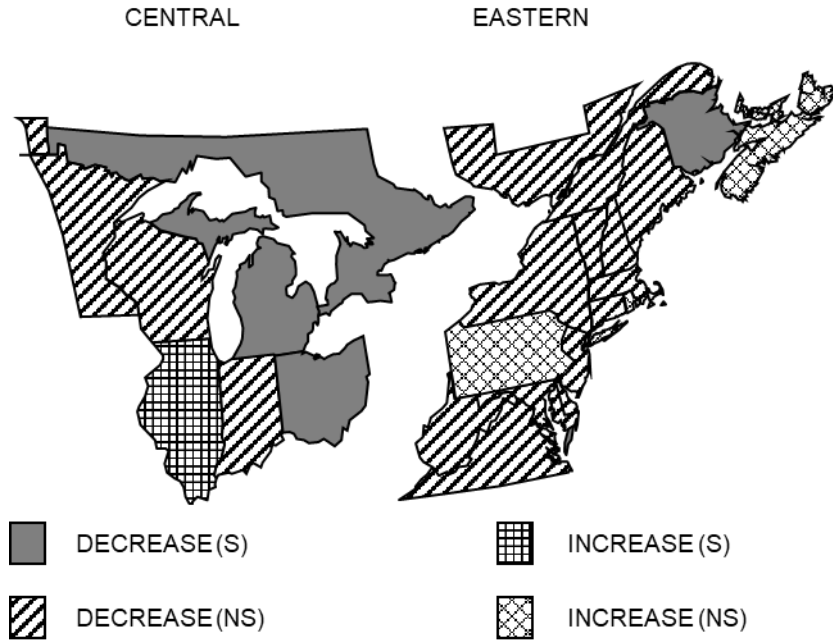 CENTRAL EASTERN
DECREASE (S) INCREASE (S)
DECREASE (NS) INCREASE (NS)